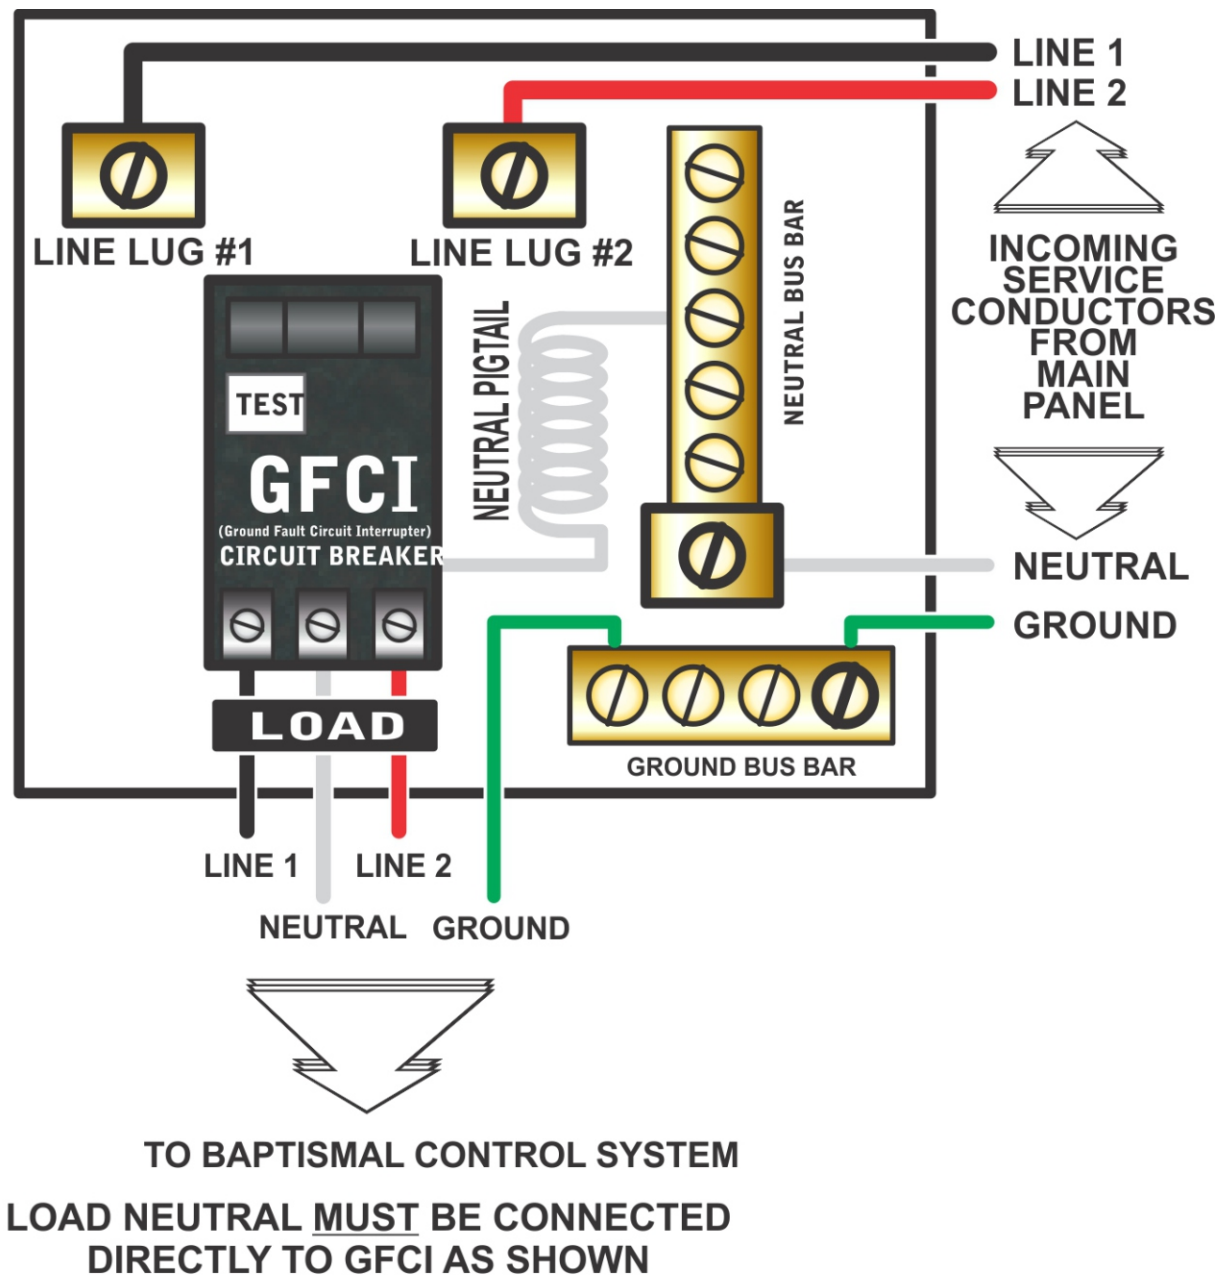 LINE 1
LINE 2
LINE LUG #1
LINE LUG #2
NEUTRAL BUS BAR
INCOMING
SERVICE
CONDUCTORS
FROM
MAIN
PANEL
NEUTRAL PIGTAIL
TEST
GFCI
(Ground Fault Circuit Interrupter)
CIRCUIT BREAKER
NEUTRAL
GROUND
LOAD
GROUND BUS BAR
LINE 1
LINE 2
NEUTRAL
GROUND
TO BAPTISMAL CONTROL SYSTEM
LOAD NEUTRAL MUST BE CONNECTED
DIRECTLY TO GFCI AS SHOWN